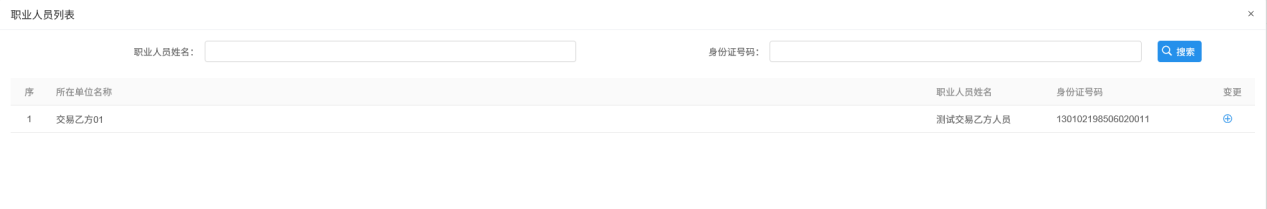 职业人员列表 ×
职业人员姓名： 身份证号码： 搜索
序 所在单位名称 职业人员姓名 身份证号码 变更
1 交易乙方01 测试交易乙方人员 130102198506020011